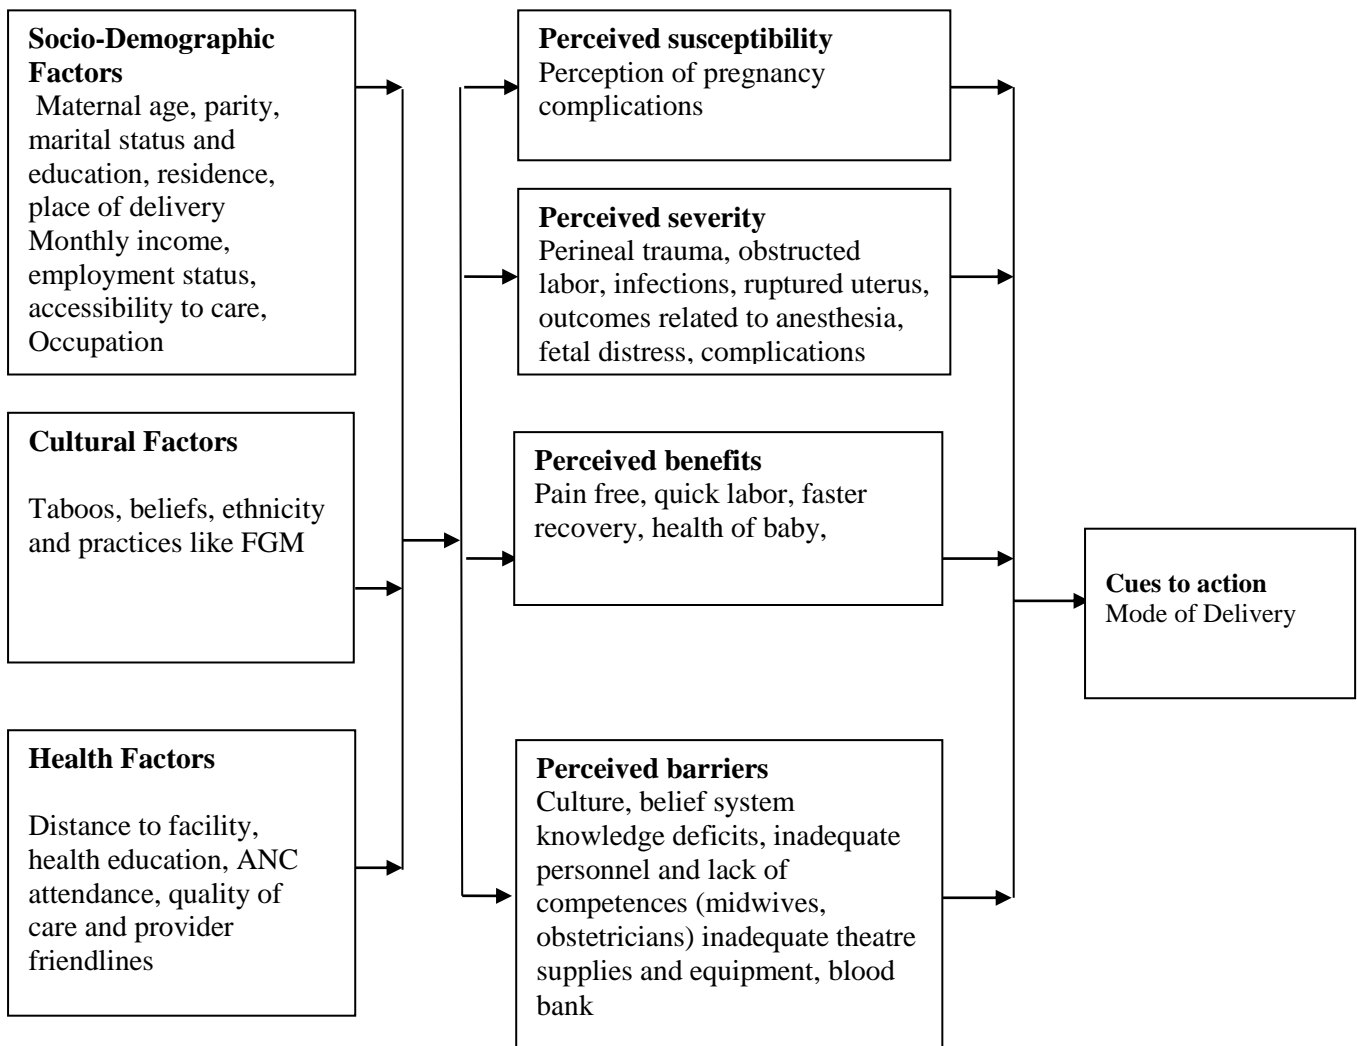 Socio-Demographic
Factors
Maternal age, parity,
marital status and
education, residence,
place of delivery
Monthly income,
employment status,
accessibility to care,
Occupation
Cultural Factors
Taboos, beliefs, ethnicity
and practices like FGM
Health Factors
Distance to facility,
health education, ANC
attendance, quality of
care and provider
friendlines
Perceived susceptibility
Perception of pregnancy
complications
Perceived severity
Perineal trauma, obstructed
labor, infections, ruptured uterus,
outcomes related to anesthesia,
fetal distress, complications
Perceived benefits
Pain free, quick labor, faster
recovery, health of baby,
Perceived barriers
Culture, belief system
knowledge deficits, inadequate
personnel and lack of
competences (midwives,
obstetricians) inadequate theatre
supplies and equipment, blood
bank
Cues to action
Mode of Delivery